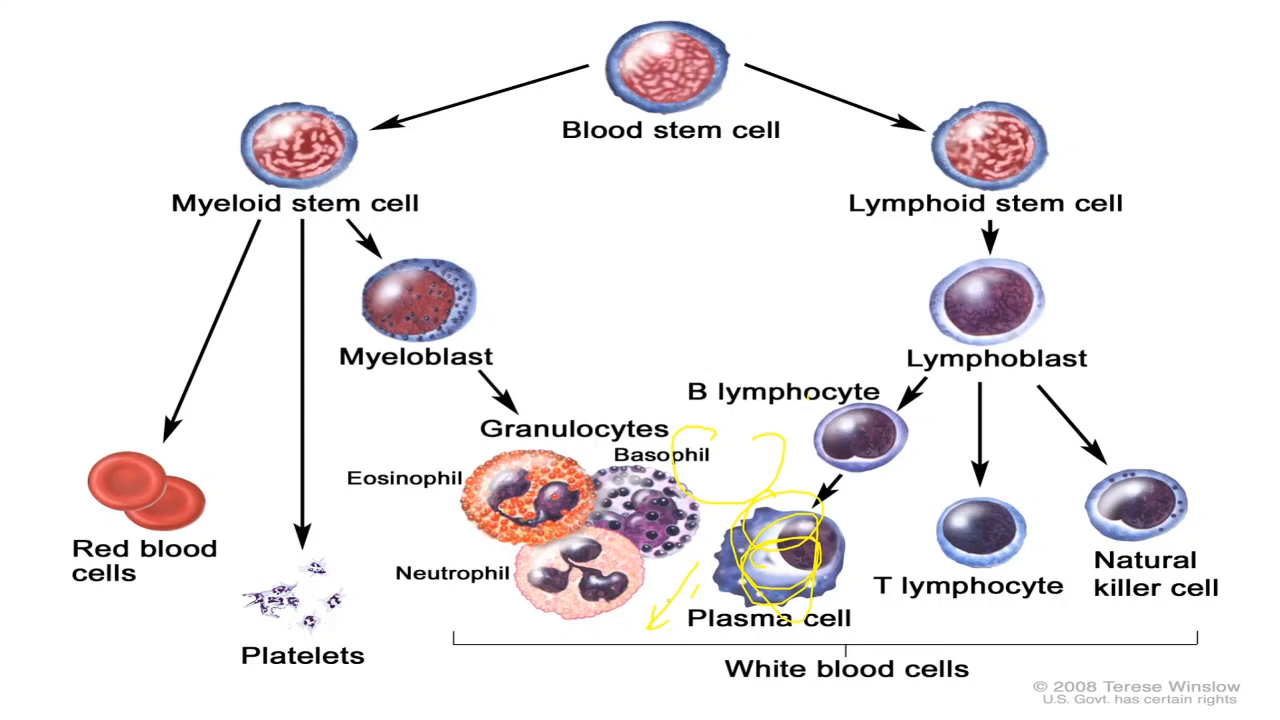 Blood stem cell
Myeloid stem cell
Lymphoid stem cell
Myeloblast
Lymphoblast
B lymphocyte
Granulocytes
Basophil
Eosinophil
Neutrophil
Red blood
cells
Platelets
Plasma cell
T lymphocyte
Natural
killer cell
White blood cells
© 2008 Terese Winslow
U.S. Govt. has certain rights